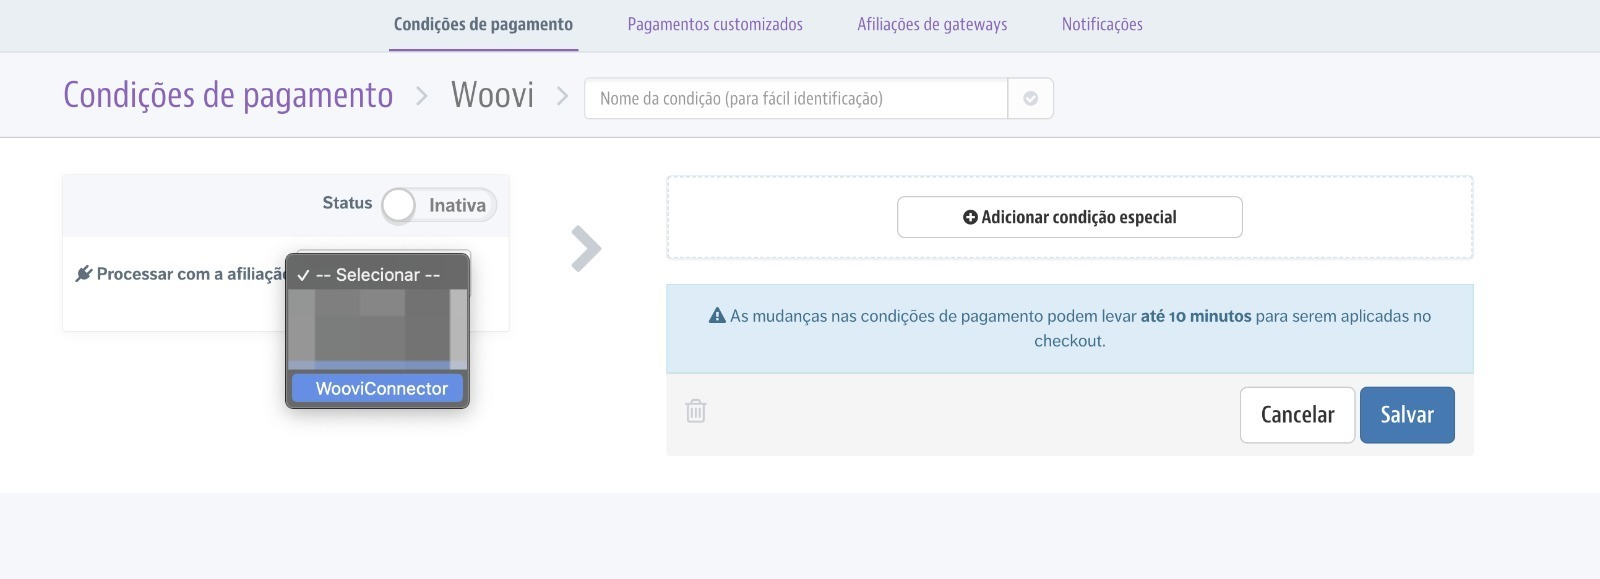 Condições de pagamento Pagamentos customizados Afiliações de gateways Notificações
Condições de pagamento > Woovi > Nome da condição (para fácil identificação)
Status Inativa
Processar com a afiliação
✓ -- Selecionar --
WooviConnector
Adicionar condição especial
As mudanças nas condições de pagamento podem levar até 10 minutos para serem aplicadas no
checkout.
Cancelar Salvar